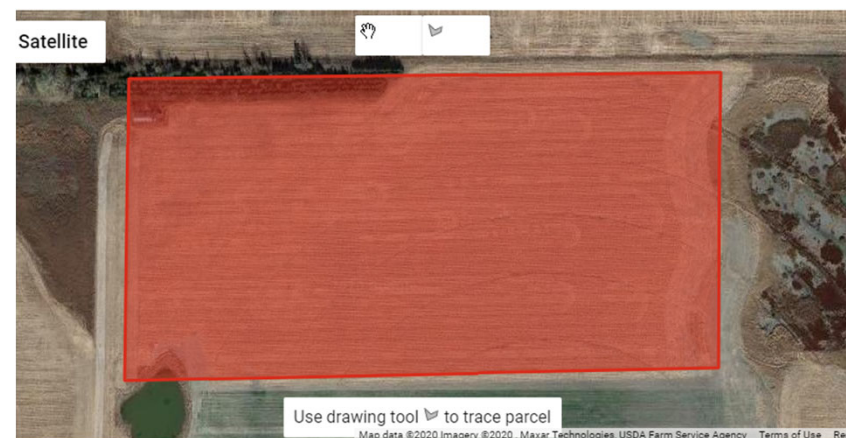 Satellite
Use drawing tool to trace parcel
Map data ©2020 Imagery ©2020 , Maxar Technologies, USDA Farm Service Agency Terms of Use Re